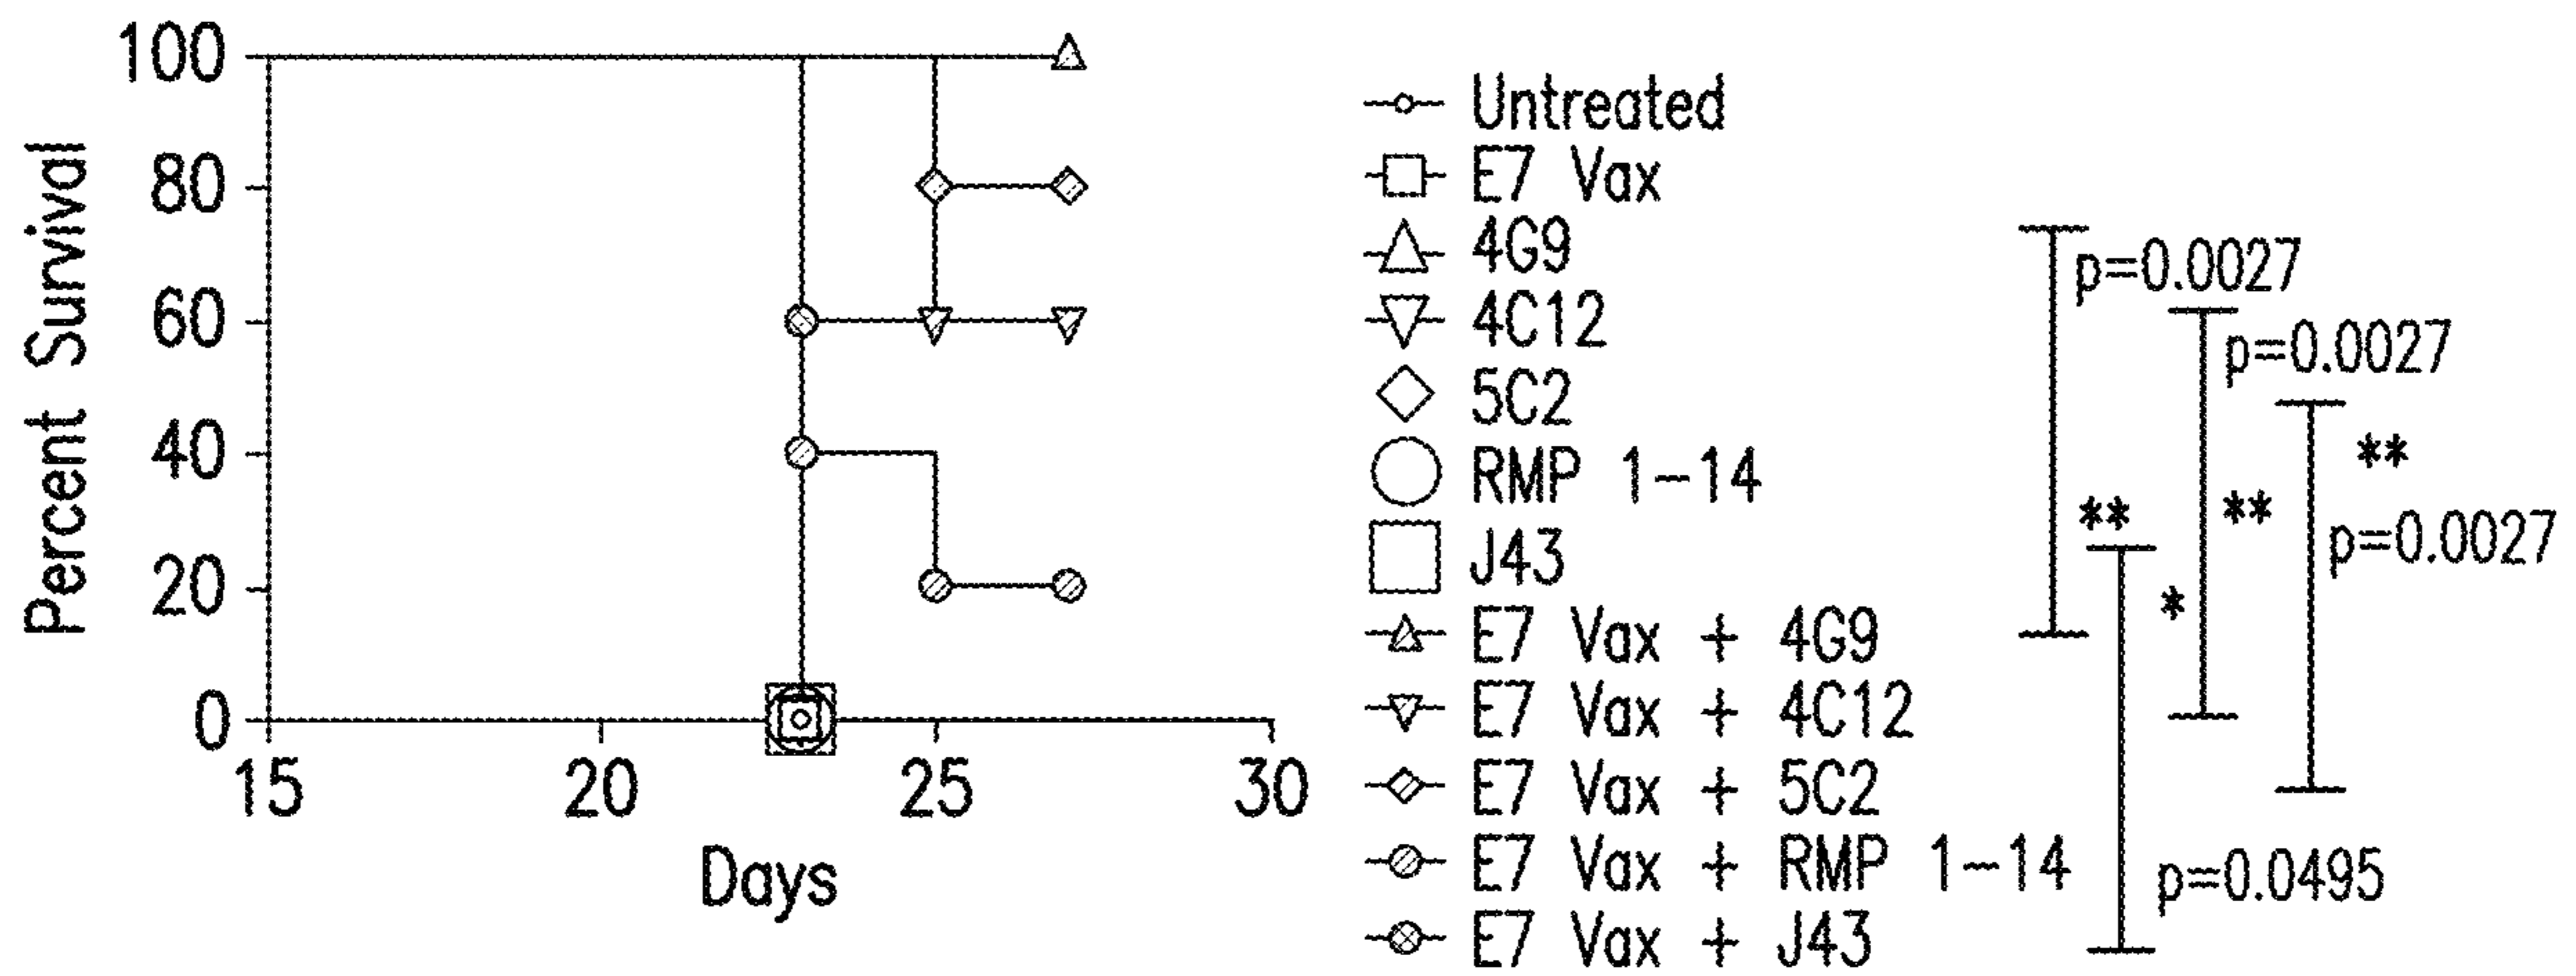 Percent Survival
100
80
60
40
20
0
15 20 25 30
Days
Untreated
E7 Vax
4G9
4C12
5C2
RMP 1-14
J43
E7 Vax + 4G9
E7 Vax + 4C12
E7 Vax + 5C2
E7 Vax + RMP 1-14
E7 Vax + J43
p=0.0027
**
p=0.0027
**
**
p=0.0027
*
p=0.0495